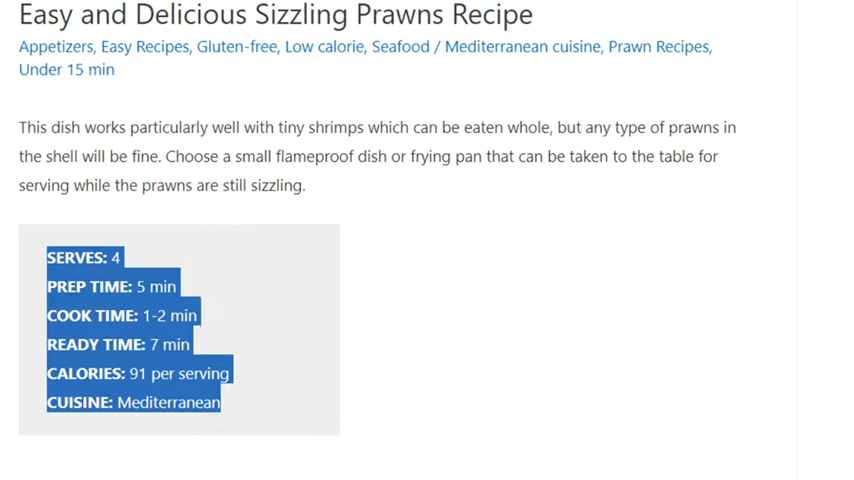 Easy and Delicious Sizzling Prawns Recipe
Appetizers, Easy Recipes, Gluten-free, Low calorie, Seafood / Mediterranean cuisine, Prawn Recipes,
Under 15 min
This dish works particularly well with tiny shrimps which can be eaten whole, but any type of prawns in
the shell will be fine. Choose a small flameproof dish or frying pan that can be taken to the table for
serving while the prawns are still sizzling.
SERVES: 4
PREP TIME: 5 min
COOK TIME: 1-2 min
READY TIME: 7 min
CALORIES: 91 per serving
CUISINE: Mediterranean